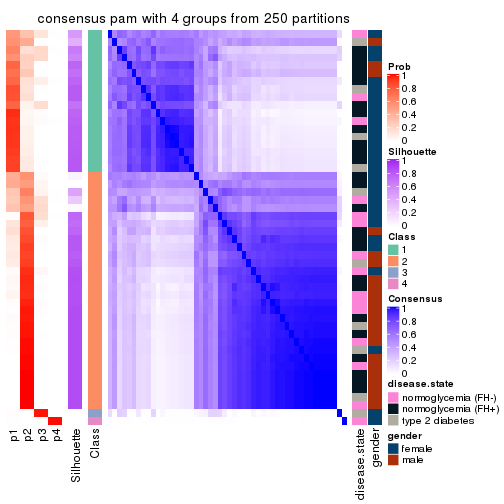 consensus pam with 4 groups from 250 partitions
Prob
1
0.8
0.6
0.4
0.2
0
Silhouette
1
0.8
0.6
0.4
0.2
0
Class
1
2
3
4
Consensus
1
0.8
0.6
0.4
0.2
0
disease.state
normoglycemia (FH-)
normoglycemia (FH+)
type 2 diabetes
gender
female
male
p1
p2
p3
p4
Silhouette
Class
disease.state
gender